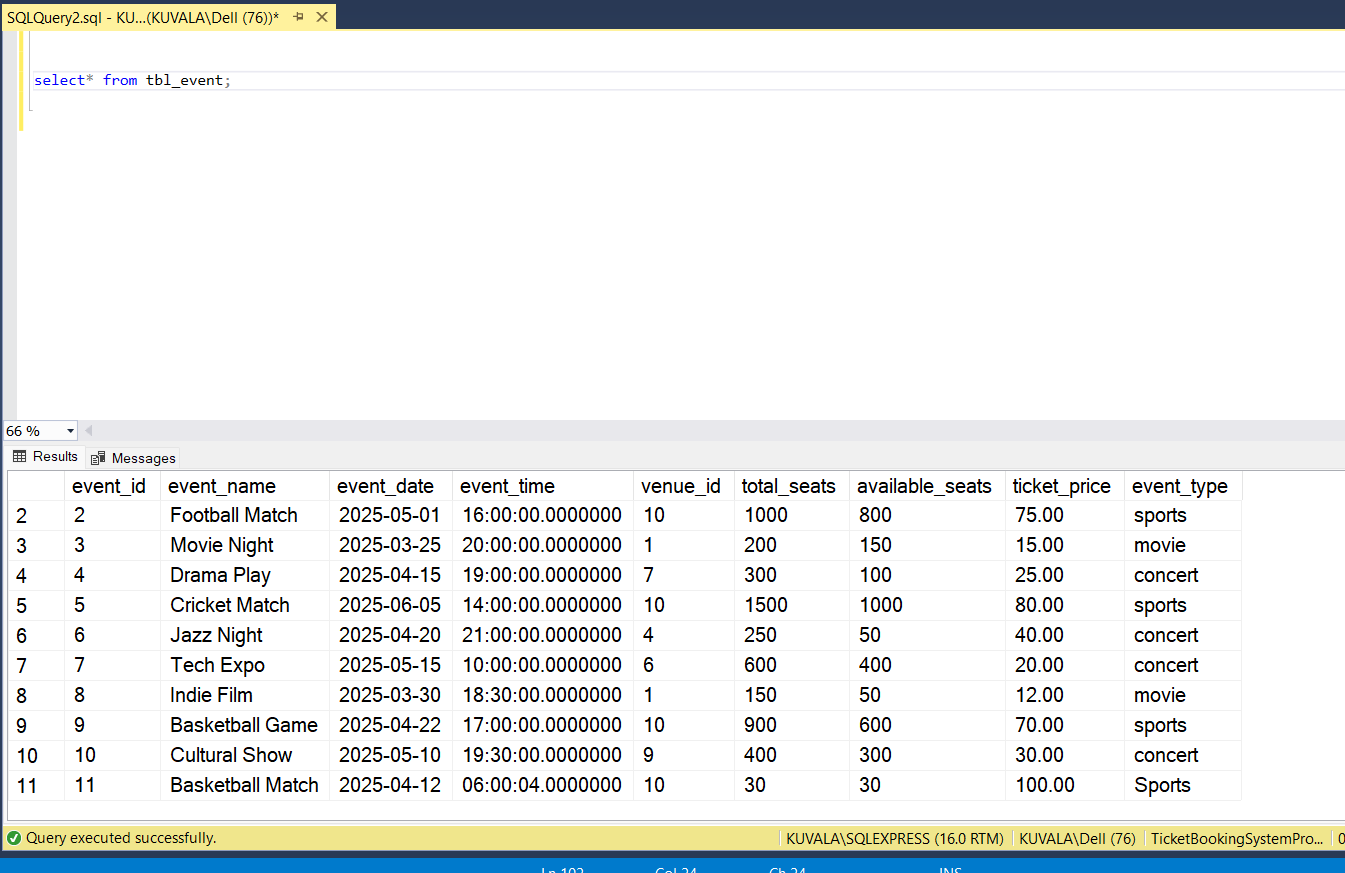 SQLQuery2.sql - KU...(KUVALA\Dell (76))*
select* from tbl_event;
66 %
Results Messages
event_id event_name event_date event_time venue_id total_seats available_seats ticket_price event_type
2 2 Football Match 2025-05-01 16:00:00.0000000 10 1000 800 75.00 sports
3 3 Movie Night 2025-03-25 20:00:00.0000000 1 200 150 15.00 movie
4 4 Drama Play 2025-04-15 19:00:00.0000000 7 300 100 25.00 concert
5 5 Cricket Match 2025-06-05 14:00:00.0000000 10 1500 1000 80.00 sports
6 6 Jazz Night 2025-04-20 21:00:00.0000000 4 250 50 40.00 concert
7 7 Tech Expo 2025-05-15 10:00:00.0000000 6 600 400 20.00 concert
8 8 Indie Film 2025-03-30 18:30:00.0000000 1 150 50 12.00 movie
9 9 Basketball Game 2025-04-22 17:00:00.0000000 10 900 600 70.00 sports
10 10 Cultural Show 2025-05-10 19:30:00.0000000 9 400 300 30.00 concert
11 11 Basketball Match 2025-04-12 06:00:04.0000000 10 30 30 100.00 Sports
Query executed successfully. KUVALA\SQLEXPRESS (16.0 RTM) KUVALA\Dell (76) TicketBookingSystemPro...